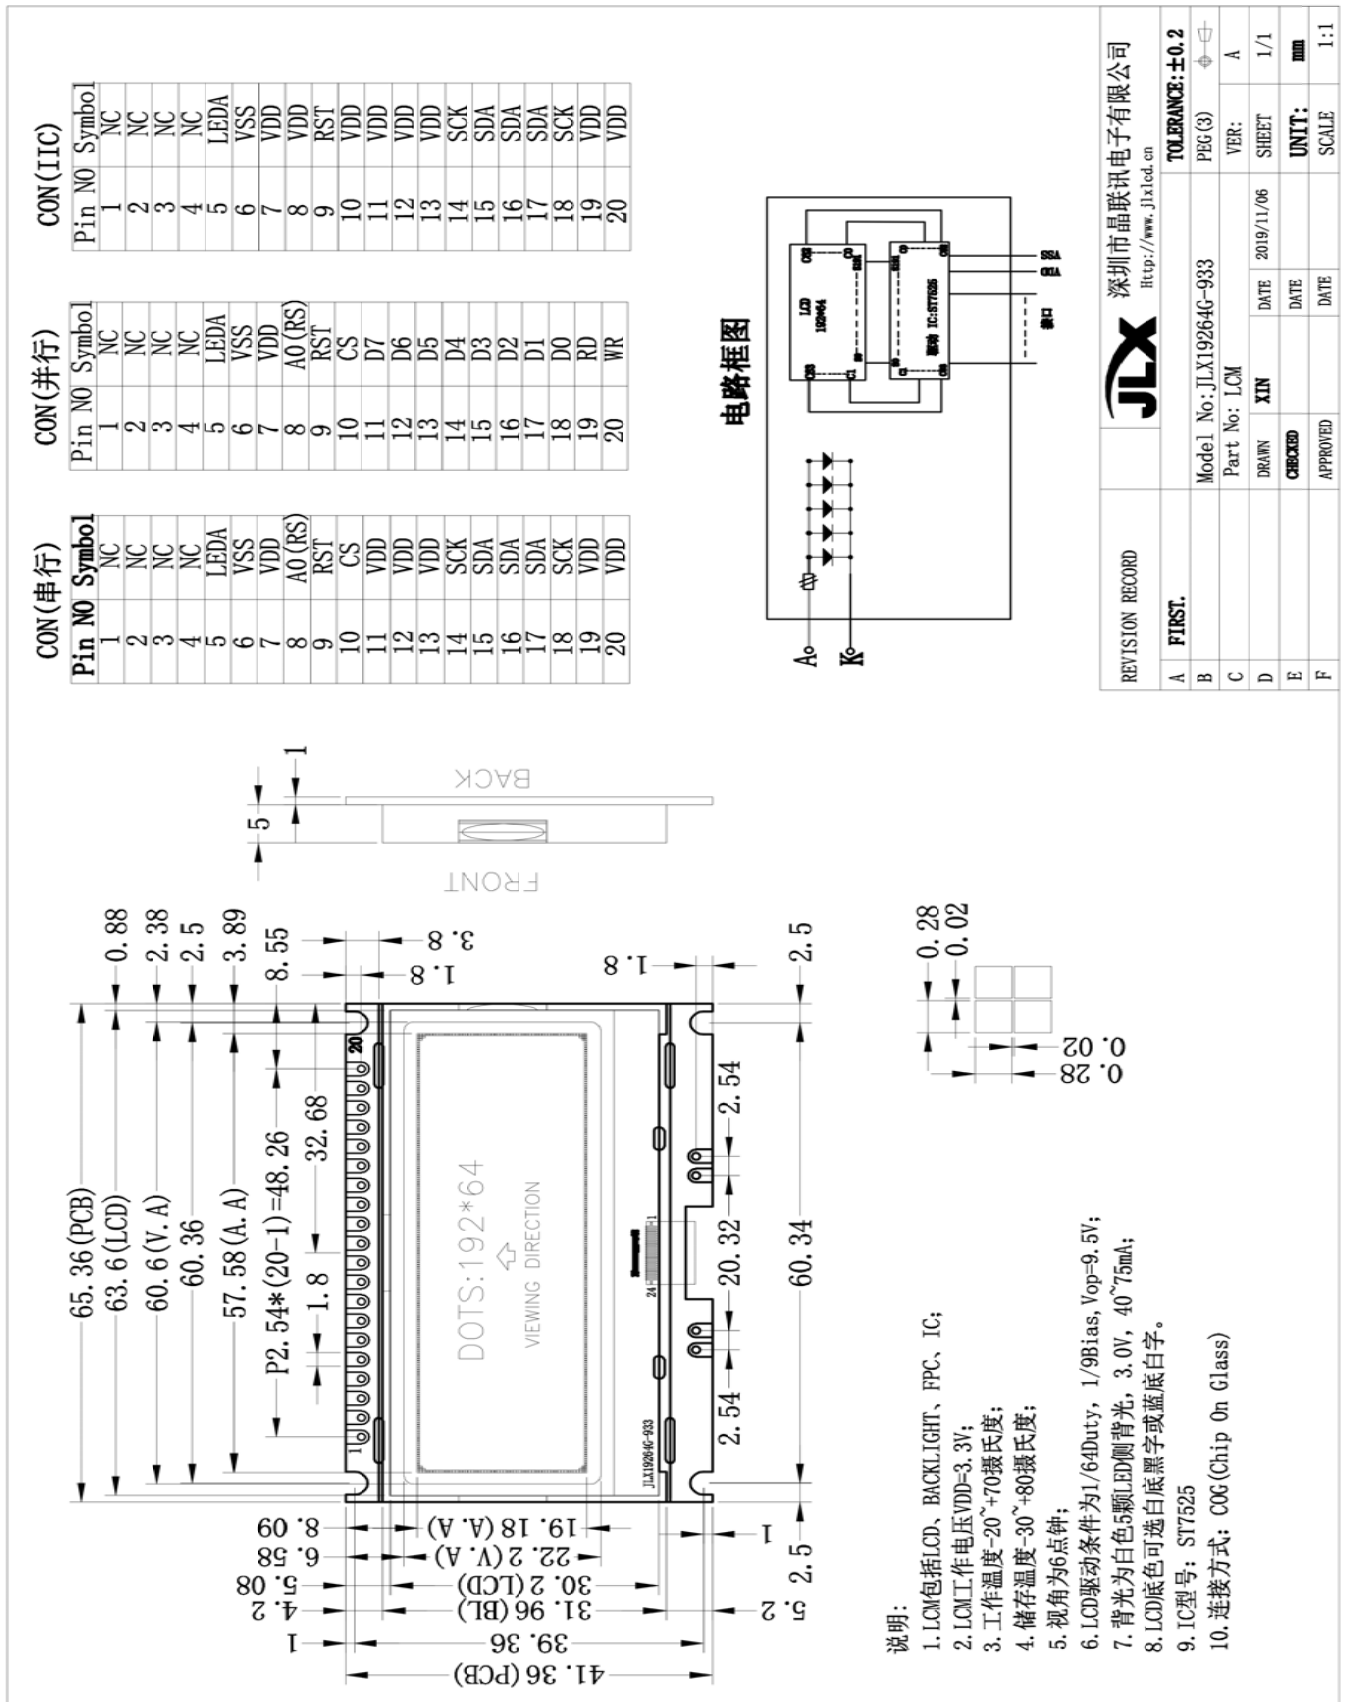 65.36(PCB)
63.6(LCD)
60.6(V.A)
60.36
57.58(A.A)
P2.54*(20-1)=48.26
1.8
32.68
0.88
2.38
2.5
3.89
8.55
3.8
1.8
1.8
1
20
DOTS:192*64
VIEWING DIRECTION
24
1
JLX19264G-933
41.36(PCB)
39.36
31.96(BL)
30.2(LCD)
22.2(V.A)
19.18(A.A)
1
4.2
5.08
6.58
8.09
5.2
1
2.54
20.32
2.54
2.5
60.34
2.5
5
1
FRONT
BACK
0.28
0.02
0.02
0.28
说明:
1.LCM包括LCD、BACKLIGHT、FPC、IC;
2.LCM工作电压VDD=3.3V;
3.工作温度-20~+70摄氏度;
4.储存温度-30~+80摄氏度;
5.视角为6点钟;
6.LCD驱动条件为1/64Duty, 1/9Bias,Vop=9.5V;
7.背光为白色5颗LED侧背光, 3.0V, 40~75mA;
8.LCD底色可选白底黑字或蓝底白字。
9.IC型号: ST7525
10.连接方式: COG(Chip On Glass)
CON(串行)
Pin NO Symbol
1 NC
2 NC
3 NC
4 NC
5 LEDA
6 VSS
7 VDD
8 A0(RS)
9 RST
10 CS
11 VDD
12 VDD
13 VDD
14 SCK
15 SDA
16 SDA
17 SDA
18 SCK
19 VDD
20 VDD
CON(并行)
Pin NO Symbol
1 NC
2 NC
3 NC
4 NC
5 LEDA
6 VSS
7 VDD
8 A0(RS)
9 RST
10 CS
11 D7
12 D6
13 D5
14 D4
15 D3
16 D2
17 D1
18 D0
19 RD
20 WR
CON(IIC)
Pin NO Symbol
1 NC
2 NC
3 NC
4 NC
5 LEDA
6 VSS
7 VDD
8 VDD
9 RST
10 VDD
11 VDD
12 VDD
13 VDD
14 SCK
15 SDA
16 SDA
17 SDA
18 SCK
19 VDD
20 VDD
电路框图
A
K
LCD
192*64
C1
C0
驱动 IC:ST7525
C1
C0
VSS
VDD
接口
REVISION RECORD
A FIRST.
B
C
D
E
F
JLX 深圳市晶联讯电子有限公司
Http://www.jlxlcd.cn
TOLERANCE:±0.2
Model No:JLX19264G-933 PEG(3)
Part No: LCM VER: A
DRAWN XIN DATE 2019/11/06 SHEET 1/1
CHECKED DATE UNIT: mm
APPROVED DATE SCALE 1:1